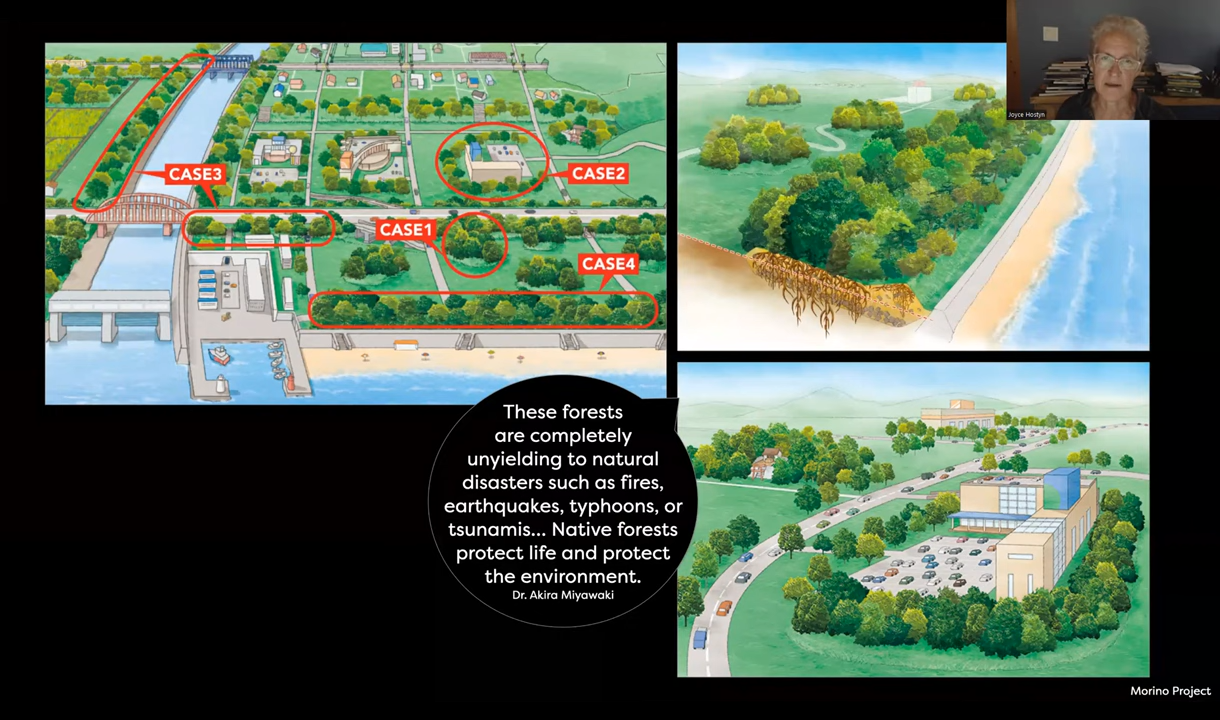 Joyce Hostyn
CASE3
CASE2
CASE1
CASE4
These forests
are completely
unyielding to natural
disasters such as fires,
earthquakes, typhoons, or
tsunamis... Native forests
protect life and protect
the environment.
Dr. Akira Miyawaki
Morino Project